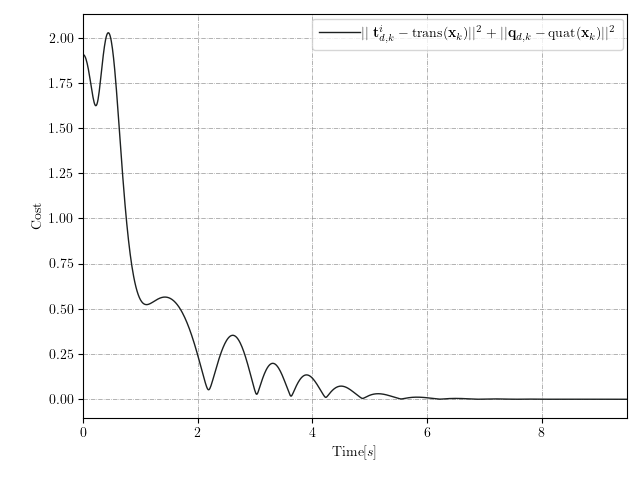 || t^i_{d,k} − trans(x_k)||² + ||q_{d,k} − quat(x_k)||²
2.00
1.75
1.50
1.25
1.00
0.75
0.50
0.25
0.00
Cost
0 2 4 6 8
Time[s]